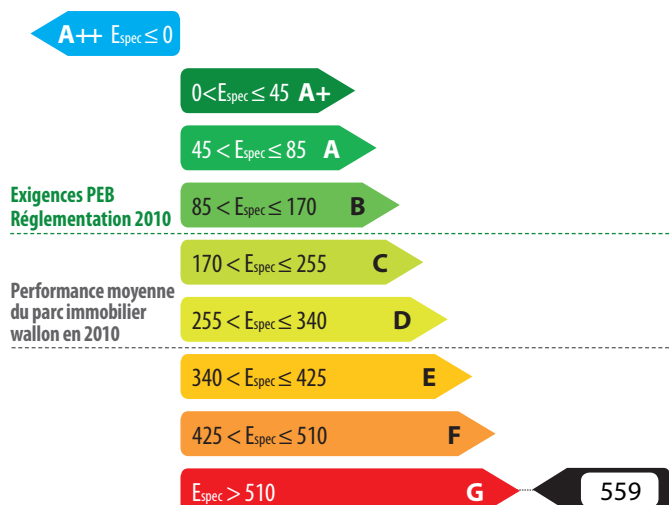 A++ Espec ≤ 0
0<Espec ≤ 45 A+
45 < Espec ≤ 85 A
Exigences PEB
Réglementation 2010
85 < Espec ≤ 170 B
170 < Espec ≤ 255 C
Performance moyenne
du parc immobilier
wallon en 2010
255 < Espec ≤ 340 D
340 < Espec ≤ 425 E
425 < Espec ≤ 510 F
Espec > 510 G 559